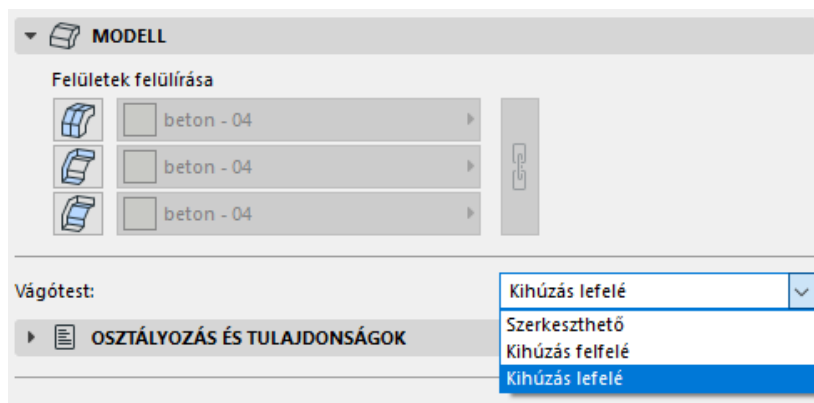 MODELL
Felületek felülírása
beton - 04
beton - 04
beton - 04
Vágótest:
Kihúzás lefelé
OSZTÁLYOZÁS ÉS TULAJDONSÁGOK
Szerkeszthető
Kihúzás felfelé
Kihúzás lefelé